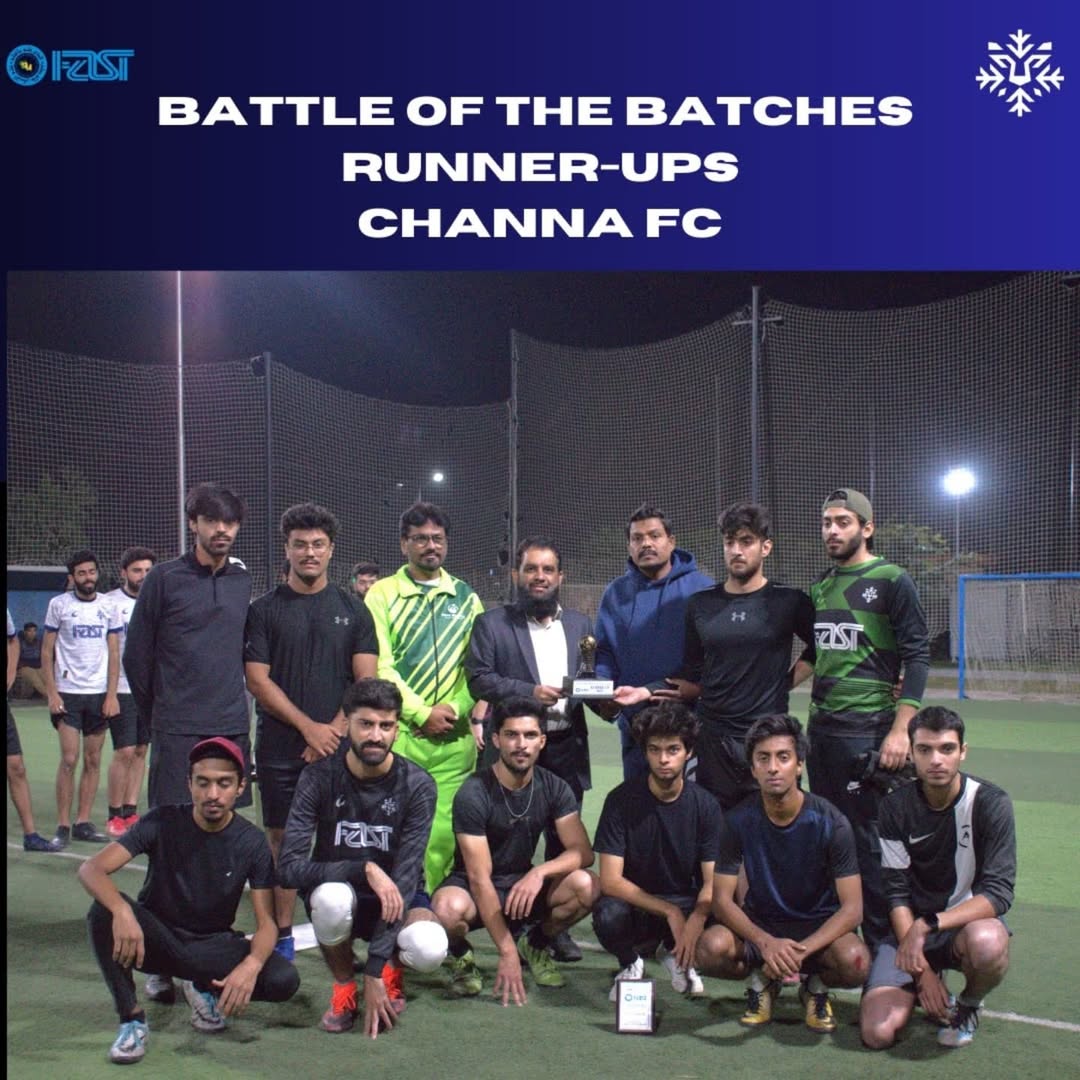 FAST
BATTLE OF THE BATCHES
RUNNER-UPS
CHANNA FC
FAST
FAST
FAST